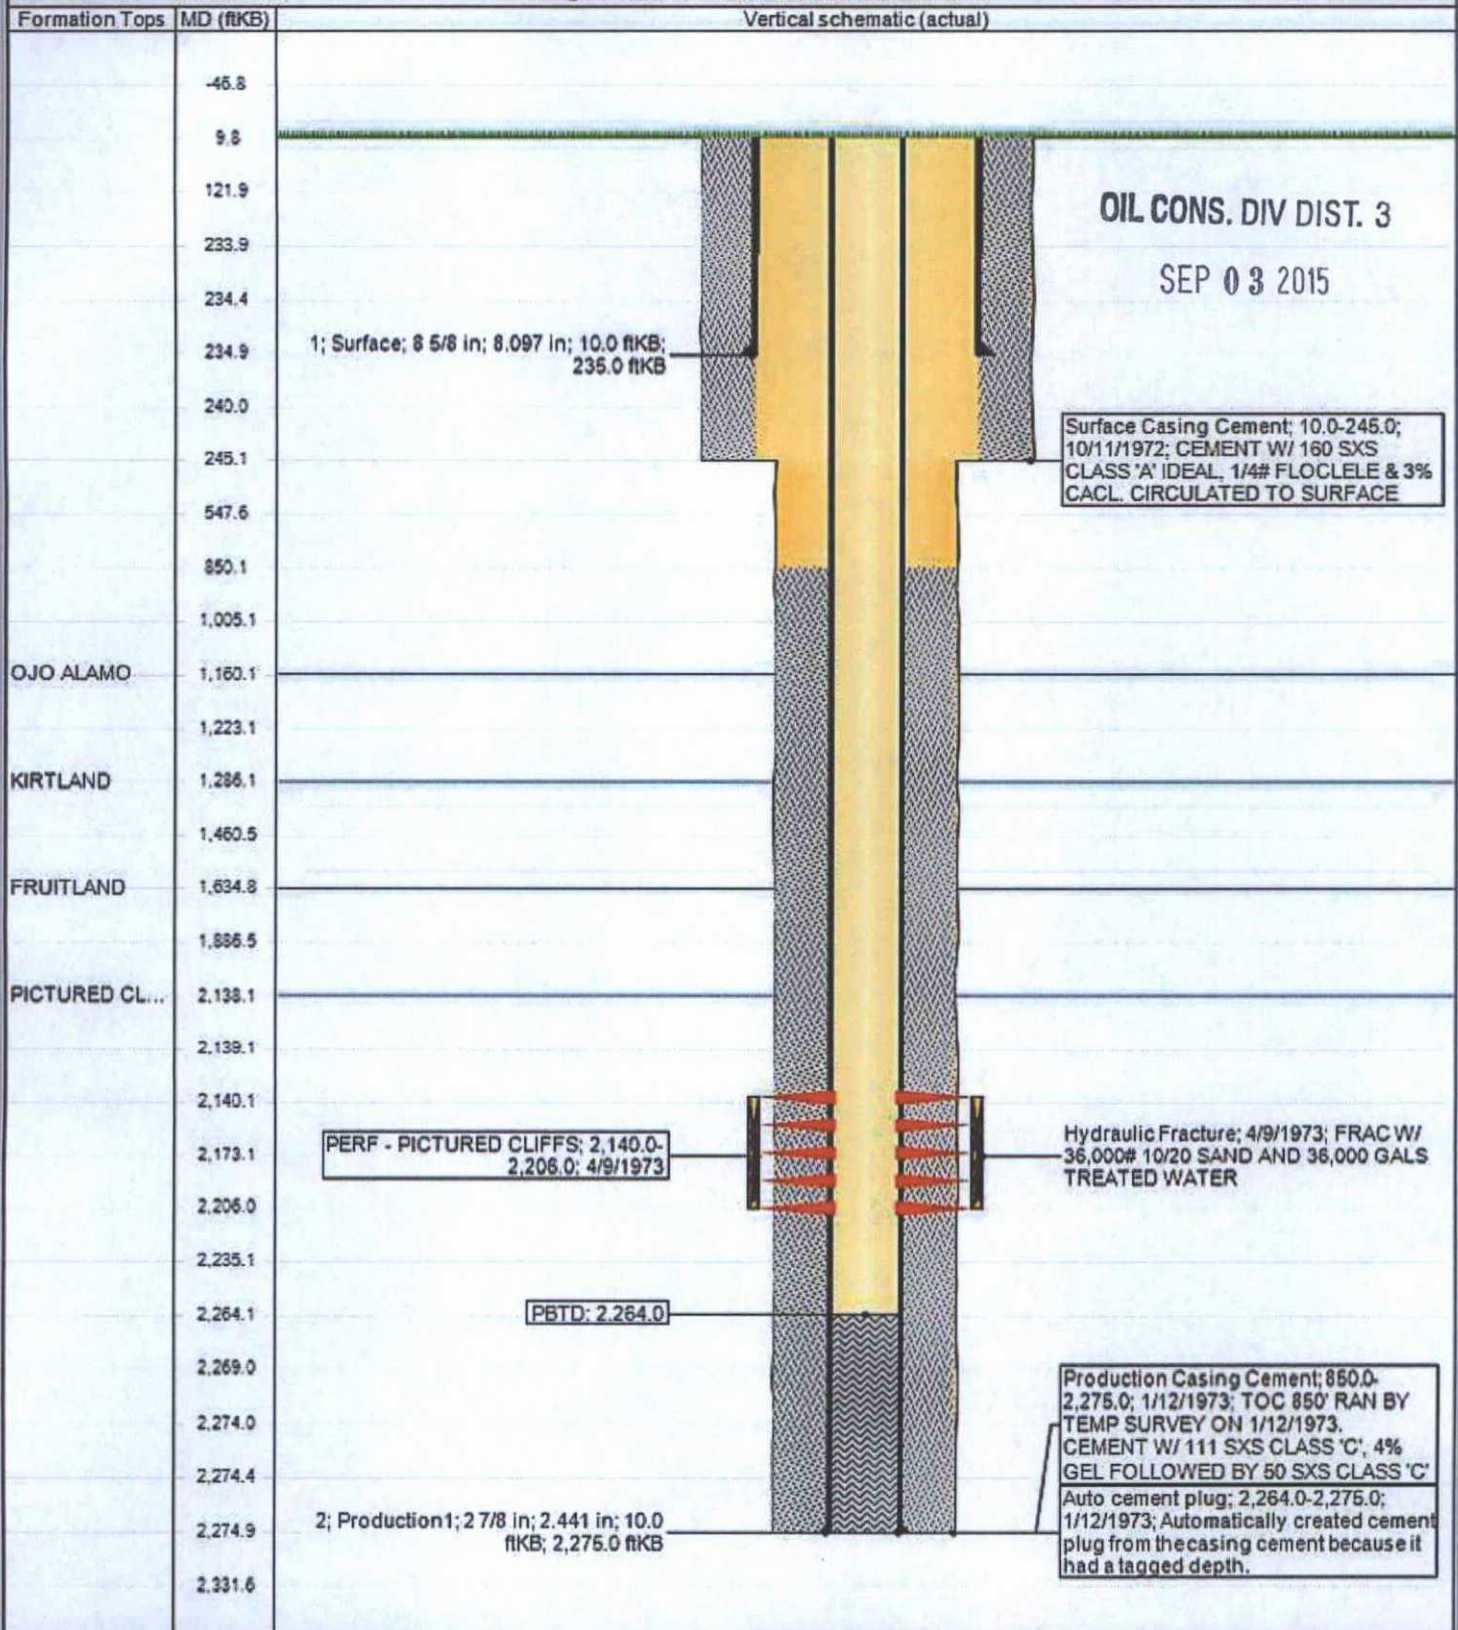 Formation Tops MD (ftKB) Vertical schematic (actual)
-46.8
9.8
121.9
OIL CONS. DIV DIST. 3
233.9
SEP 03 2015
234.4
234.9
1; Surface; 8 5/8 in; 8.097 in; 10.0 ftKB;
235.0 ftKB
240.0
245.1
Surface Casing Cement; 10.0-245.0;
10/11/1972; CEMENT W/ 160 SXS
CLASS 'A' IDEAL, 1/4# FLOCLELE & 3%
CACL. CIRCULATED TO SURFACE
547.6
850.1
1,005.1
OJO ALAMO 1,160.1
1,223.1
KIRTLAND 1,286.1
1,460.5
FRUITLAND 1,634.8
1,886.5
PICTURED CL... 2,138.1
2,139.1
2,140.1
PERF - PICTURED CLIFFS; 2,140.0-
2,206.0; 4/9/1973
2,173.1
Hydraulic Fracture; 4/9/1973; FRAC W/
36,000# 10/20 SAND AND 36,000 GALS
TREATED WATER
2,206.0
2,235.1
2,264.1
PBTD: 2.264.0
2,269.0
2,274.0
Production Casing Cement; 850.0-
2,275.0; 1/12/1973; TOC 850' RAN BY
TEMP SURVEY ON 1/12/1973.
CEMENT W/ 111 SXS CLASS 'C', 4%
GEL FOLLOWED BY 50 SXS CLASS 'C'
2,274.4
2,274.9
2; Production1; 2 7/8 in; 2.441 in; 10.0
ftKB; 2,275.0 ftKB
Auto cement plug; 2,264.0-2,275.0;
1/12/1973; Automatically created cement
plug from the casing cement because it
had a tagged depth.
2,331.6